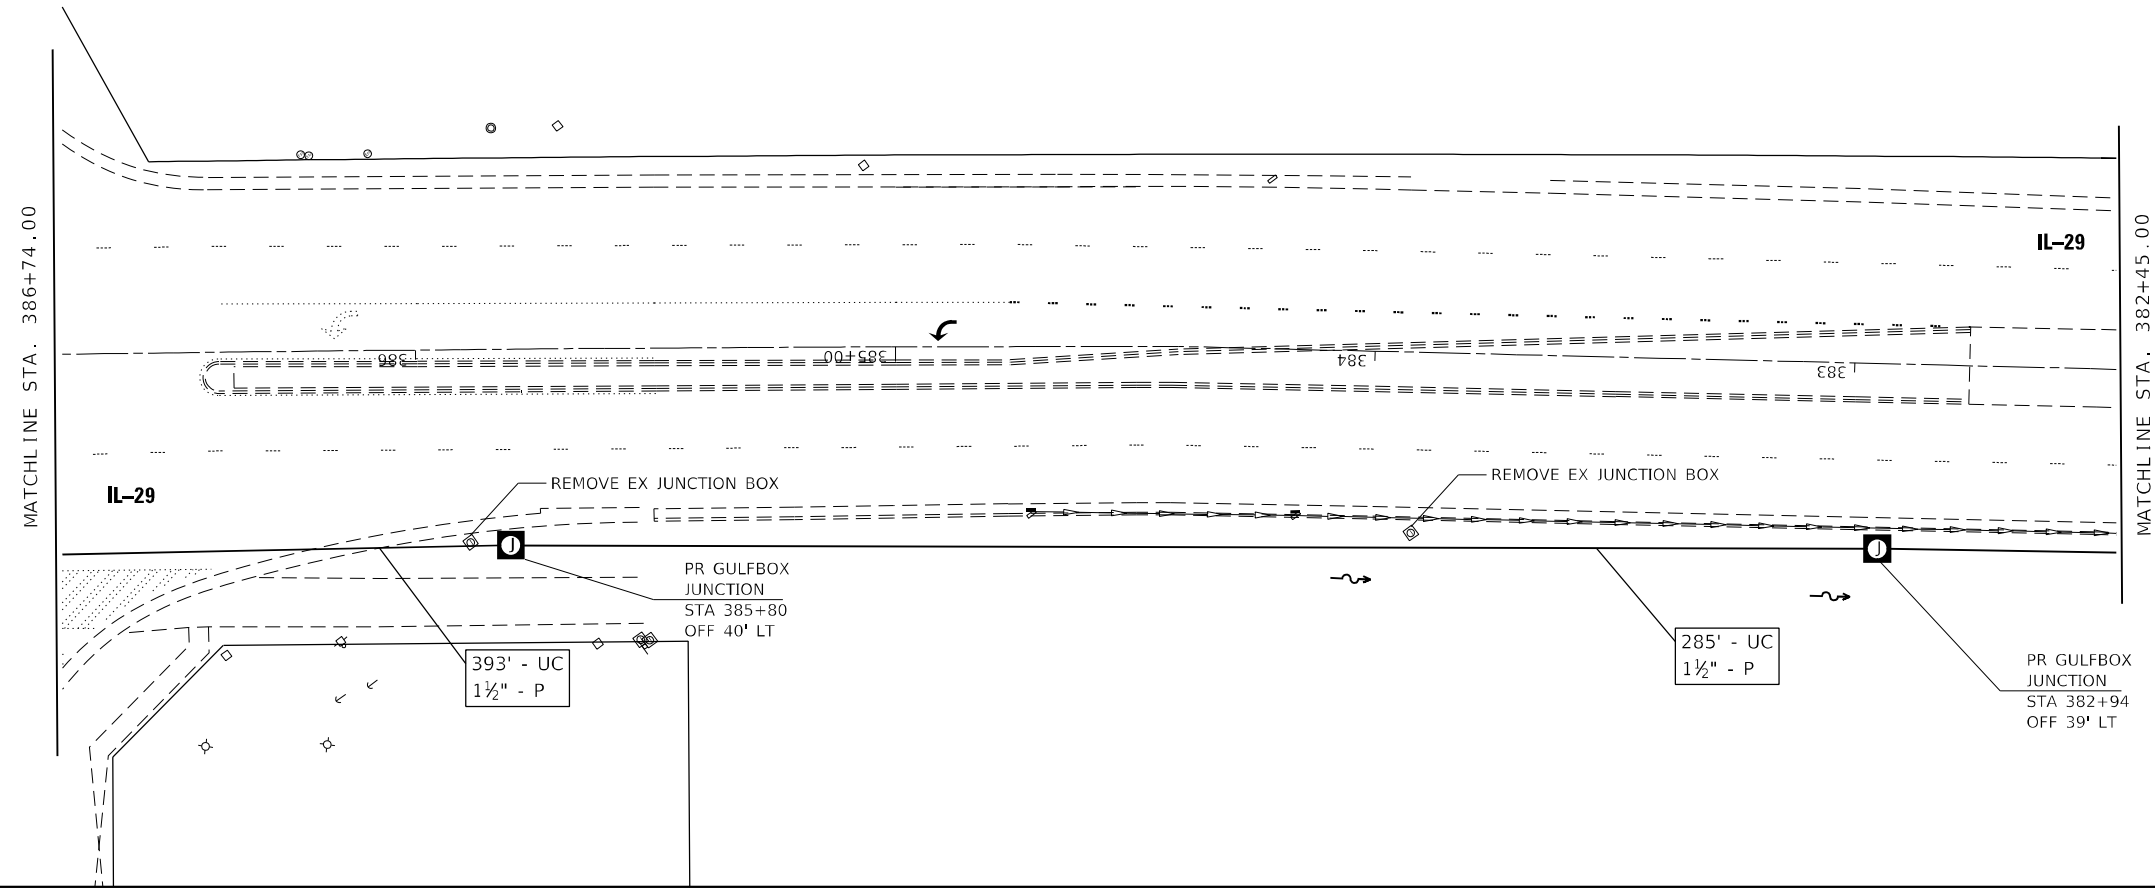 MATCHLINE STA. 386+74.00
MATCHLINE STA. 382+45.00
IL-29
386
385+00
384
383
IL-29
REMOVE EX JUNCTION BOX
REMOVE EX JUNCTION BOX
J
J
PR GULFBOX
JUNCTION
STA 385+80
OFF 40' LT
393' - UC
1½" - P
285' - UC
1½" - P
PR GULFBOX
JUNCTION
STA 382+94
OFF 39' LT